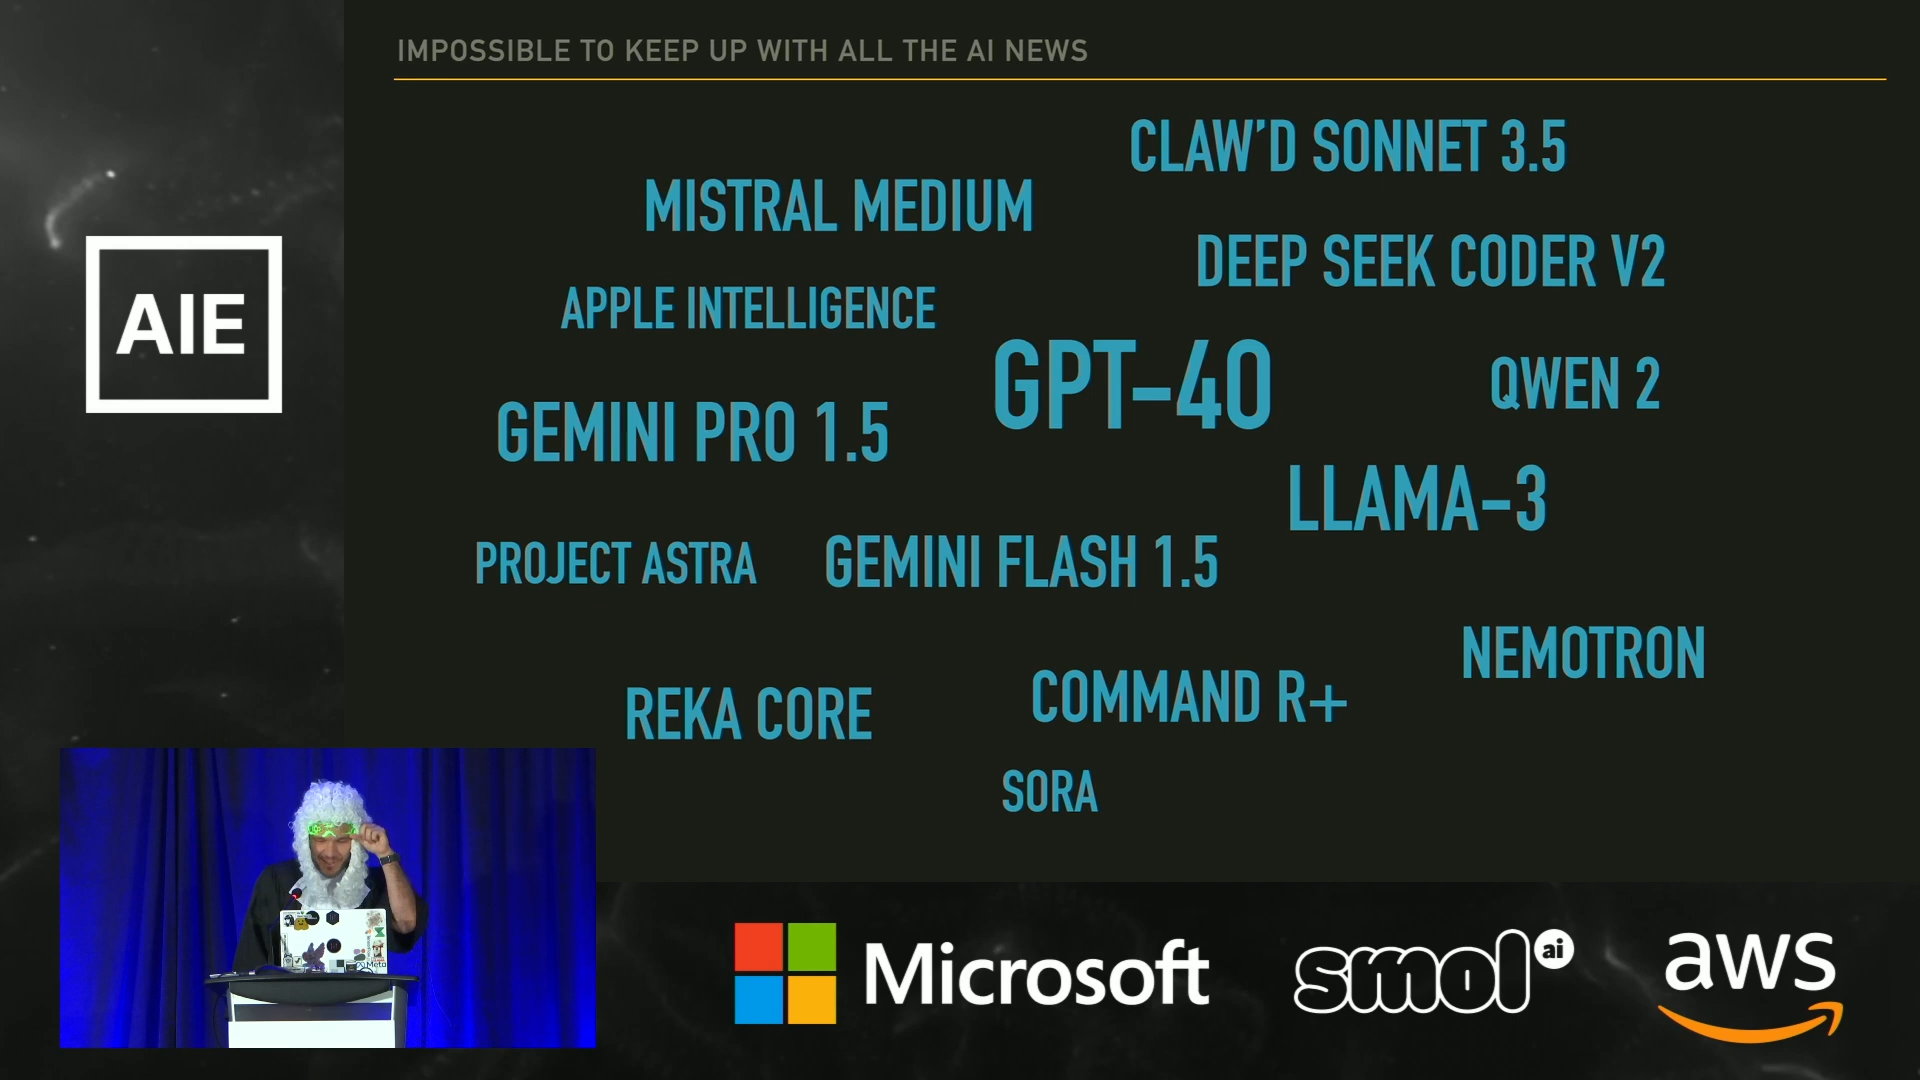 IMPOSSIBLE TO KEEP UP WITH ALL THE AI NEWS
CLAW'D SONNET 3.5
MISTRAL MEDIUM
DEEP SEEK CODER V2
APPLE INTELLIGENCE
GPT-4O
QWEN 2
GEMINI PRO 1.5
LLAMA-3
PROJECT ASTRA
GEMINI FLASH 1.5
NEMOTRON
REKA CORE
COMMAND R+
SORA
AIE
Meta
Microsoft
smol ai
aws